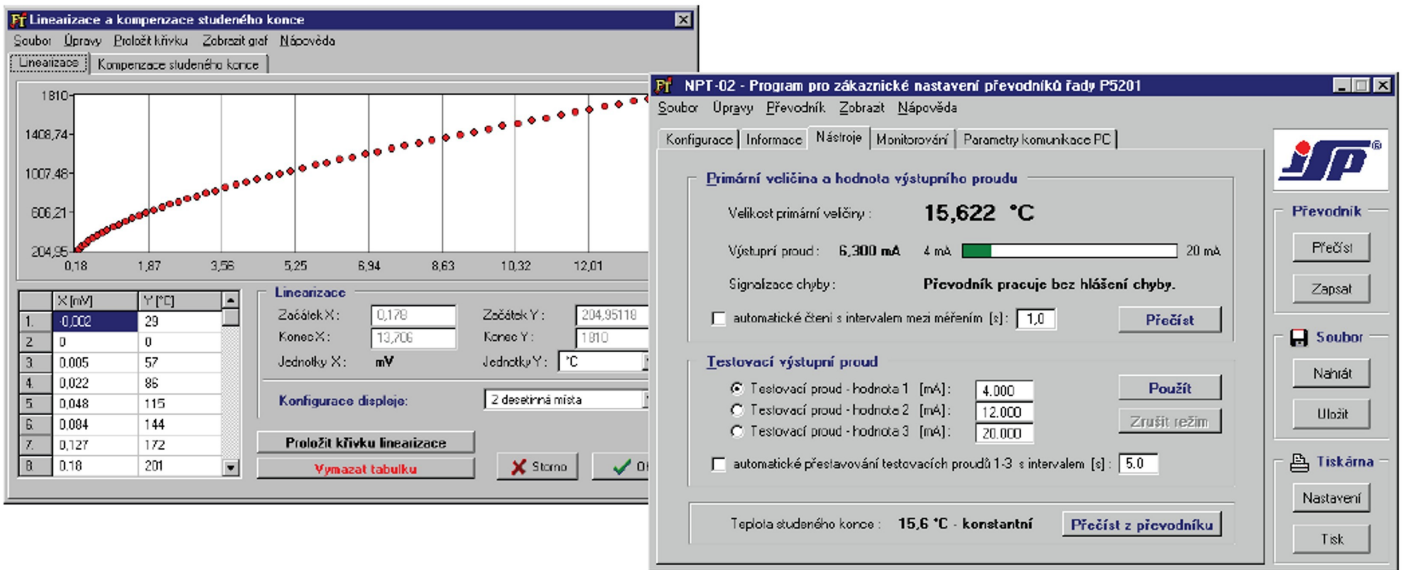 Linearizace a kompenzace studeného konce
Soubor Úpravy Proložit křivku Zobrazit graf Nápověda
Linearizace Kompenzace studeného konce
1810
1408,74
1007,48
606,21
204,95
0,18 1,87 3,56 5,25 6,94 8,63 10,32 12,01
X [mV] Y [°C]
1. -0,002 29
2 0 0
3. 0.005 57
4. 0,022 86
5. 0,048 115
6. 0,084 144
7. 0,127 172
8. 0.18 201
Linearizace
Začátek X : 0,178 Začátek Y : 204,95118
Konec X : 13,706 Konec Y : 1810
Jednotky X : mV Jednotky Y : °C
Konfigurace displeje: 2 desetinná místa
Proložit křivku linearizace
Vymazat tabulku
Storno
NPT-02 - Program pro zákaznické nastavení převodníků řady P5201
Soubor Úpravy Převodník Zobrazit Nápověda
Konfigurace Informace Nástroje Monitorování Parametry komunikace PC
Primární veličina a hodnota výstupního proudu
Velikost primární veličiny : 15,622 °C
Výstupní proud : 6,300 mA 4 mA 20 mA
Signalizace chyby : Převodník pracuje bez hlášení chyby.
automatické čtení s intervalem mezi měřením [s] : 1,0 Přečíst
Testovací výstupní proud
Testovací proud - hodnota 1 [mA] : 4.000 Použít
Testovací proud - hodnota 2 [mA] : 12.000
Testovací proud - hodnota 3 [mA] : 20.000
Zrušit režim
automatické přestavování testovacích proudů 1-3 s intervalem [s] : 5.0
Teplota studeného konce : 15,6 °C - konstantní Přečíst z převodníku
JSP ®
Převodník
Přečíst
Zapsat
Soubor
Nahrát
Uložit
Tiskárna
Nastavení
Tisk